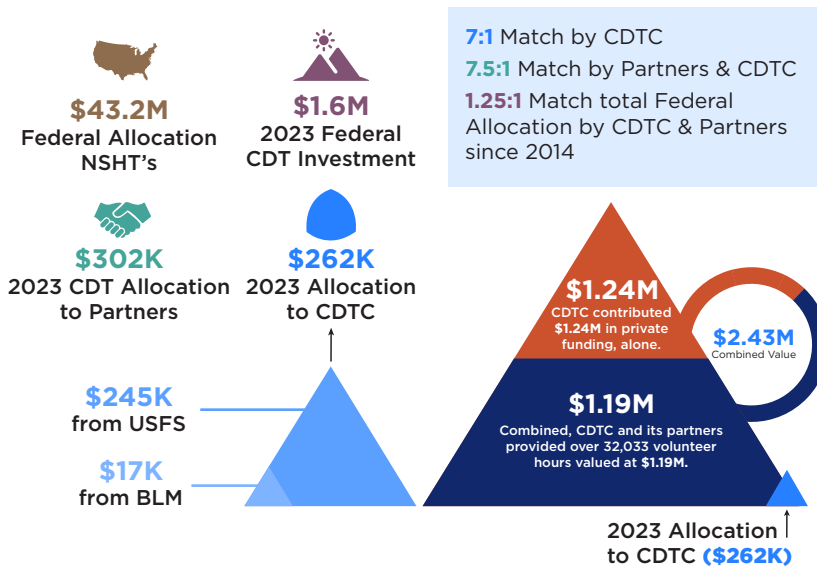 $43.2M
Federal Allocation
NSHT's
$1.6M
2023 Federal
CDT Investment
7:1 Match by CDTC
7.5:1 Match by Partners & CDTC
1.25:1 Match total Federal
Allocation by CDTC & Partners
since 2014
$302K
2023 CDT Allocation
to Partners
$262K
2023 Allocation
to CDTC
$245K
from USFS
$17K
from BLM
$1.24M
CDTC contributed
$1.24M in private
funding, alone.
$2.43M
Combined Value
$1.19M
Combined, CDTC and its partners
provided over 32,033 volunteer
hours valued at $1.19M.
2023 Allocation
to CDTC ($262K)